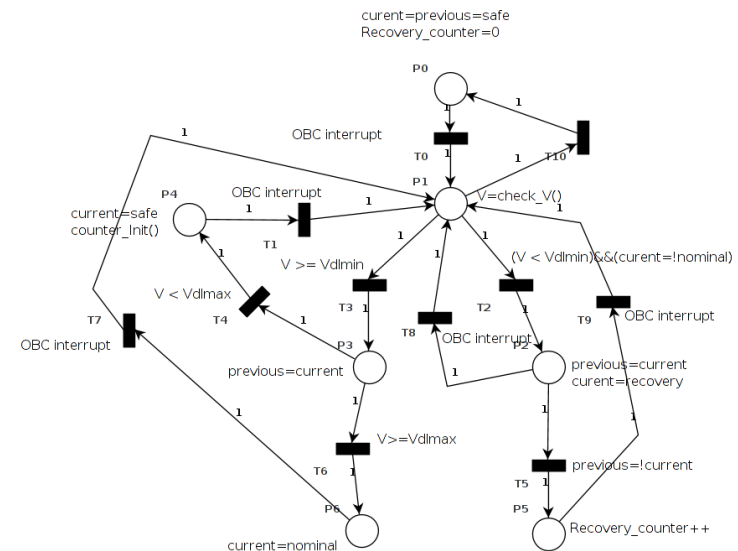 curent=previous=safe
Recovery_counter=0
P0
1
1
OBC interrupt
1
T0
1
1
T10
P1
P4
OBC interrupt
V=check_V()
current=safe
counter_Init()
1
1
1
T1
1
1
1
V >= Vdlmin
1
(V < Vdlmin)&&(curent=!nominal)
V < Vdlmax
T3
1
T2
1
T7
T4
1
T8
OBC interrupt
T9
OBC interrupt
OBC interrupt
P3
P2
previous=current
1
previous=current
curent=recovery
1
1
1
1
V>=Vdlmax
T6
1
previous=!current
T5
1
P6
P5
current=nominal
Recovery_counter++